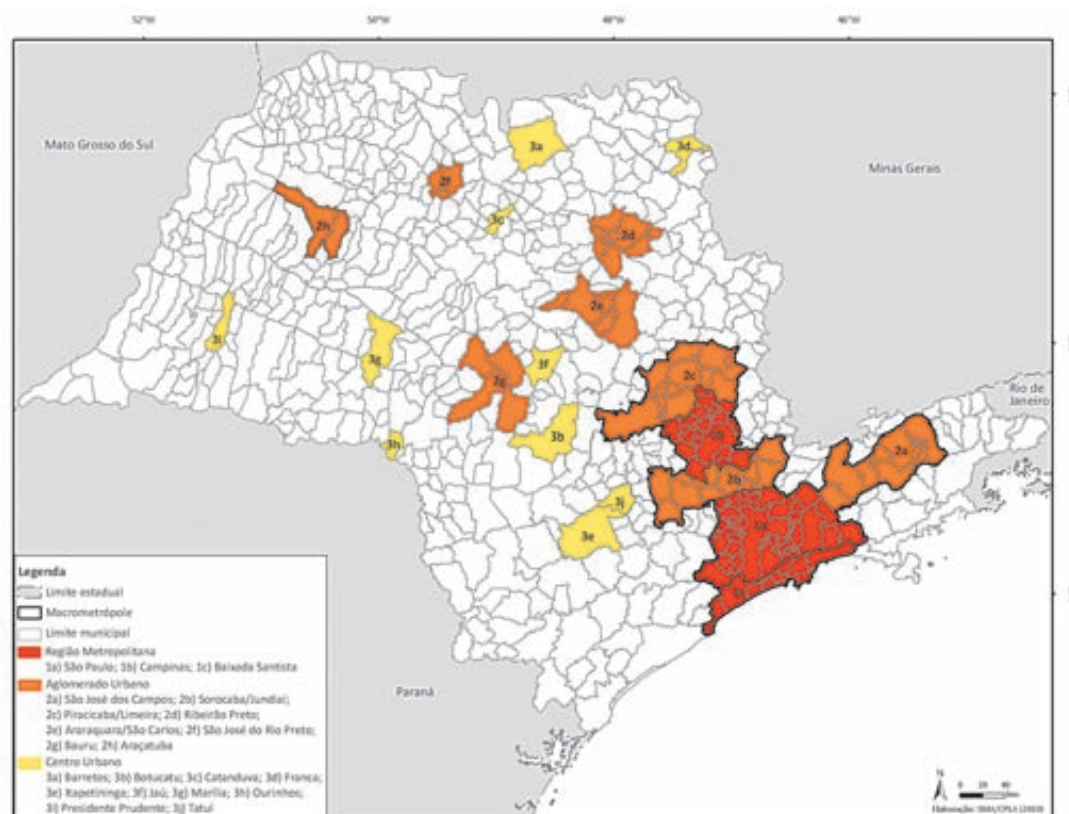 52°W 50°W 48°W 46°W
Mato Grosso do Sul
Minas Gerais
3a
3d
2f
3c
2h
2d
2e
3i
3g
3f
2g
2c
Rio de
Janeiro
3b
3h
1b
2a
2b
3j
3e
1a
Legenda
Limite estadual
Macrometrópole
Limite municipal
Região Metropolitana
1a) São Paulo; 1b) Campinas; 1c) Baixada Santista
Aglomerado Urbano
2a) São José dos Campos; 2b) Sorocaba/Jundiaí;
2c) Piracicaba/Limeira; 2d) Ribeirão Preto;
2e) Araraquara/São Carlos; 2f) São José do Rio Preto;
2g) Bauru; 2h) Araçatuba
Centro Urbano
3a) Barretos; 3b) Botucatu; 3c) Catanduva; 3d) Franca;
3e) Itapetininga; 3f) Jaú; 3g) Marília; 3h) Ourinhos;
3i) Presidente Prudente; 3j) Tatuí
Paraná
N
0 20 40
Elaboração: SMA/CPLA